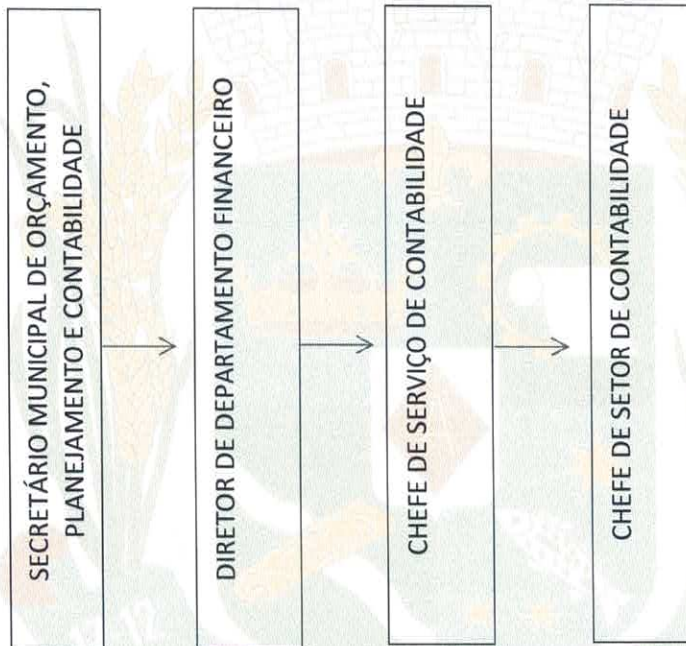 SECRETÁRIO MUNICIPAL DE ORÇAMENTO,
PLANEJAMENTO E CONTABILIDADE
DIRETOR DE DEPARTAMENTO FINANCEIRO
CHEFE DE SERVIÇO DE CONTABILIDADE
CHEFE DE SETOR DE CONTABILIDADE